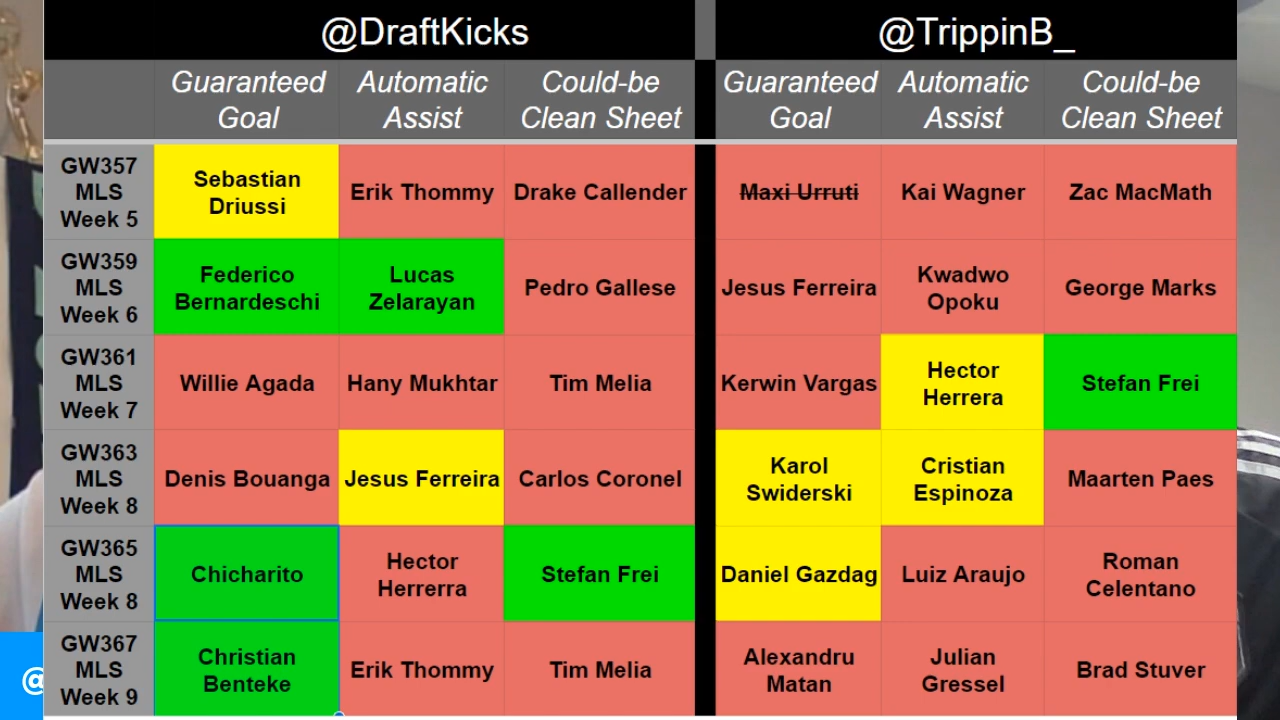 @DraftKicks @TrippinB_
Guaranteed Automatic Could-be Guaranteed Automatic Could-be
Goal Assist Clean Sheet Goal Assist Clean Sheet
GW357
MLS
Week 5
Sebastian
Driussi
Erik Thommy
Drake Callender
Maxi Urruti
Kai Wagner
Zac MacMath
GW359
MLS
Week 6
Federico
Bernardeschi
Lucas
Zelarayan
Pedro Gallese
Jesus Ferreira
Kwadwo
Opoku
George Marks
GW361
MLS
Week 7
Willie Agada
Hany Mukhtar
Tim Melia
Kerwin Vargas
Hector
Herrera
Stefan Frei
GW363
MLS
Week 8
Denis Bouanga
Jesus Ferreira
Carlos Coronel
Karol
Swiderski
Cristian
Espinoza
Maarten Paes
GW365
MLS
Week 8
Chicharito
Hector
Herrerra
Stefan Frei
Daniel Gazdag
Luiz Araujo
Roman
Celentano
GW367
MLS
Week 9
Christian
Benteke
Erik Thommy
Tim Melia
Alexandru
Matan
Julian
Gressel
Brad Stuver
@